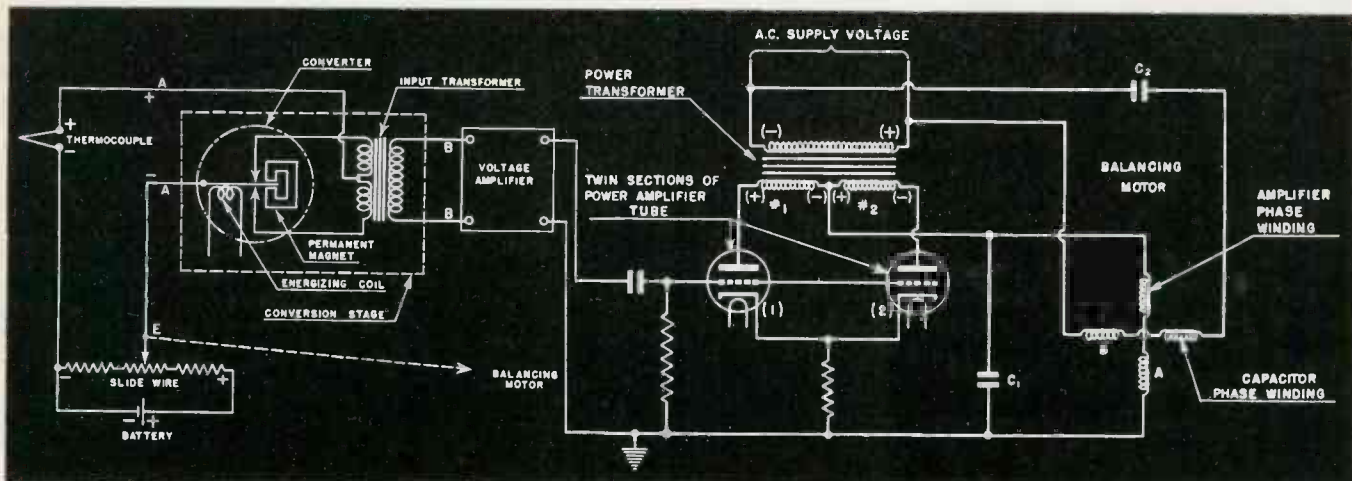 A.C. SUPPLY VOLTAGE
CONVERTER
INPUT TRANSFORMER
POWER
TRANSFORMER
C2
A
+
+
THERMOCOUPLE
-
-
A
B
B
VOLTAGE
AMPLIFIER
(-)
(+)
(+)
#1
(-)
(+)
#2
(-)
BALANCING
MOTOR
AMPLIFIER
PHASE
WINDING
TWIN SECTIONS OF
POWER AMPLIFIER
TUBE
PERMANENT
MAGNET
ENERGIZING COIL
CONVERSION STAGE
(1)
(2)
E
-
SLIDE WIRE
+
- +
BATTERY
BALANCING
MOTOR
C1
A
CAPACITOR
PHASE WINDING